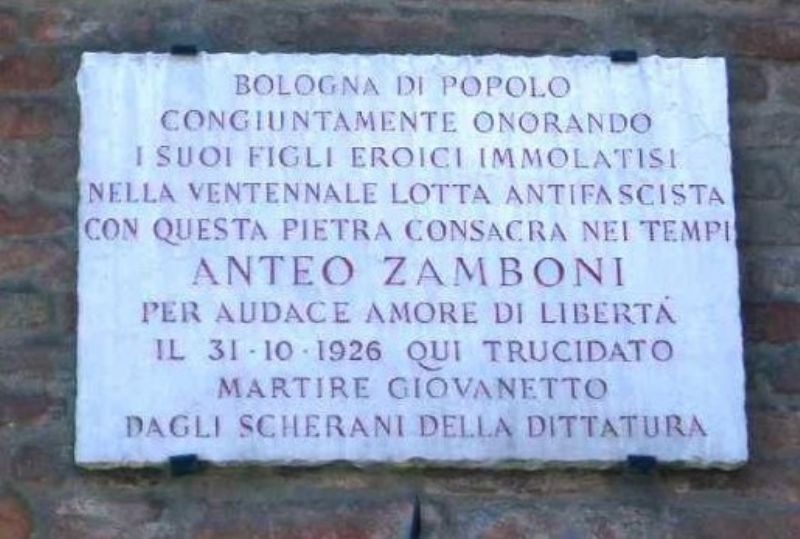 BOLOGNA DI POPOLO
CONGIUNTAMENTE ONORANDO
I SUOI FIGLI EROICI IMMOLATISI
NELLA VENTENNALE LOTTA ANTIFASCISTA
CON QUESTA PIETRA CONSACRA NEI TEMPI
ANTEO ZAMBONI
PER AUDACE AMORE DI LIBERTÁ
IL 31·10·1926 QUI TRUCIDATO
MARTIRE GIOVANETTO
DAGLI SCHERANI DELLA DITTATURA